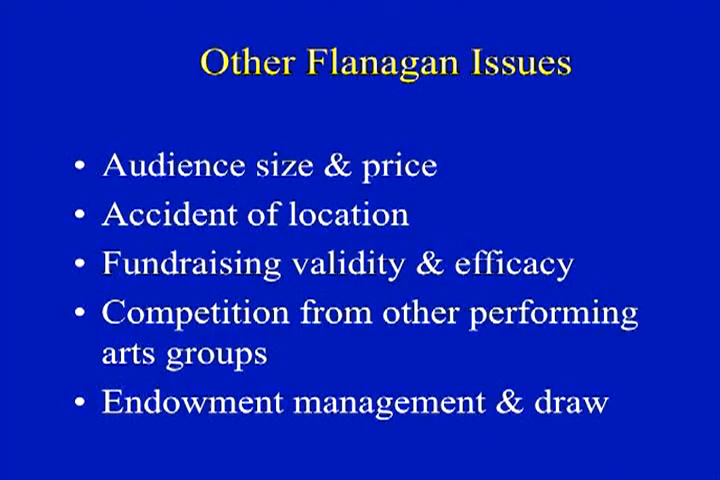 Other Flanagan Issues
• Audience size & price
• Accident of location
• Fundraising validity & efficacy
• Competition from other performing
arts groups
• Endowment management & draw